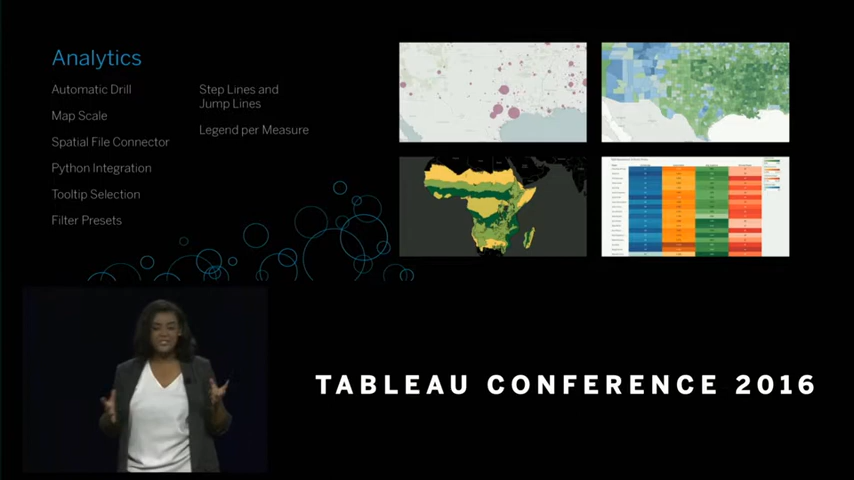 Analytics
Automatic Drill
Map Scale
Spatial File Connector
Python Integration
Tooltip Selection
Filter Presets
Step Lines and
Jump Lines
Legend per Measure
TABLEAU CONFERENCE 2016